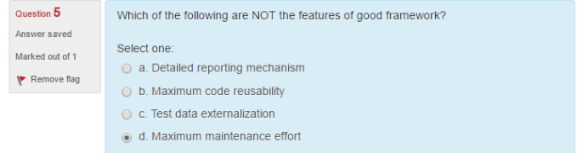 Question 5
Answer saved
Marked out of 1
Remove flag
Which of the following are NOT the features of good framework?
Select one:
a. Detailed reporting mechanism
b. Maximum code reusability
c. Test data externalization
d. Maximum maintenance effort